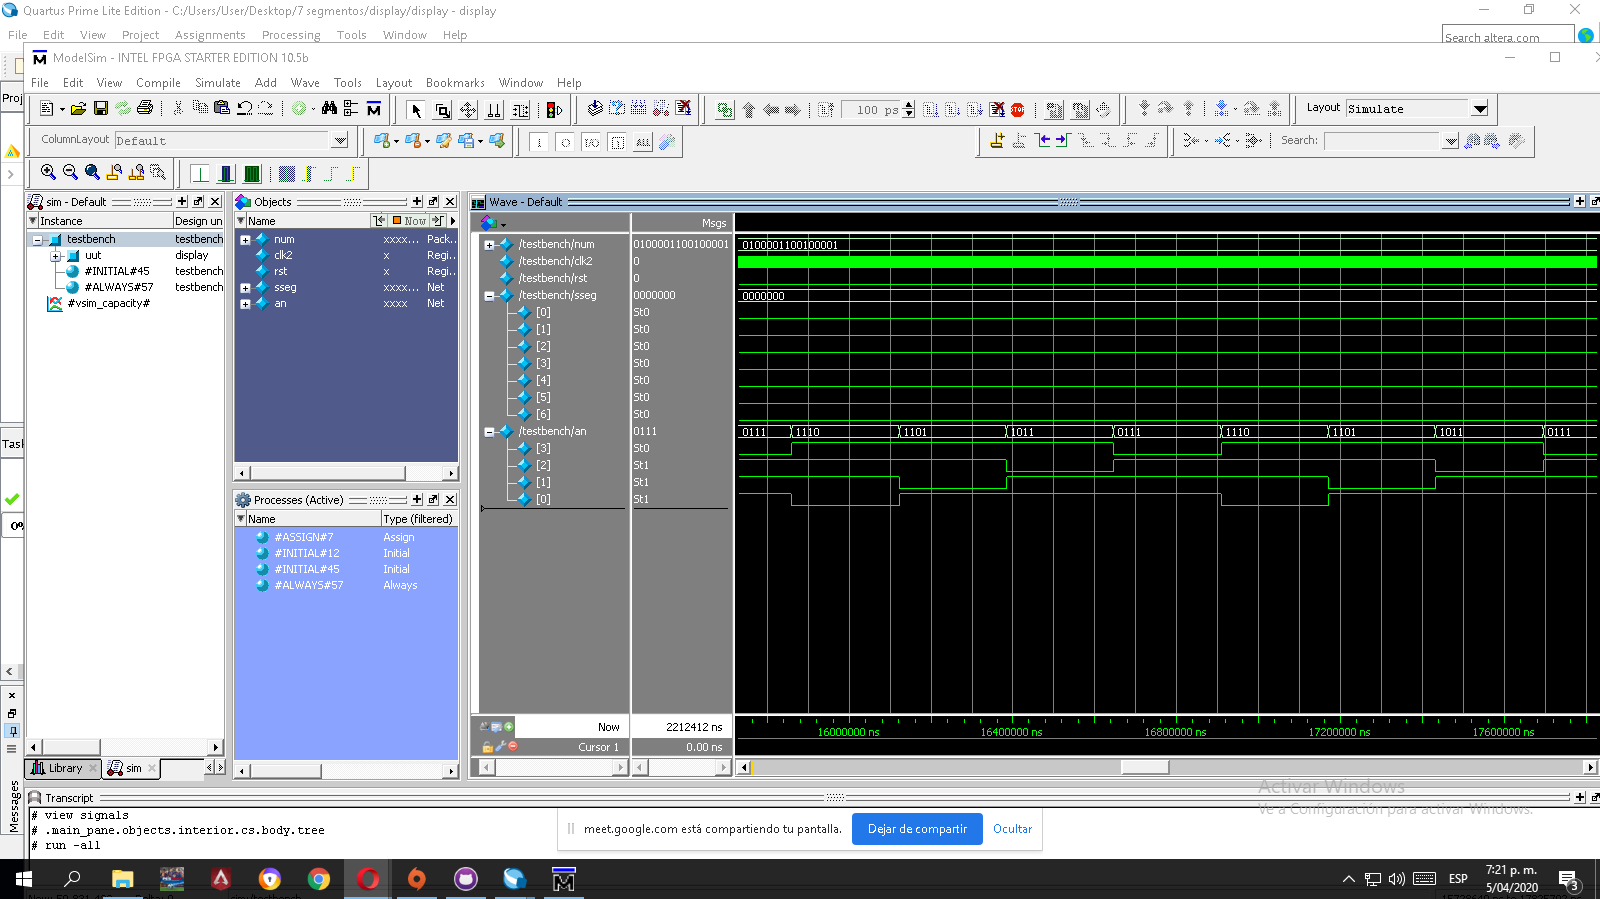 Quartus Prime Lite Edition - C:/Users/User/Desktop/7 segmentos/display/display - display
File Edit View Project Assignments Processing Tools Window Help
Search altera.com
ModelSim - INTEL FPGA STARTER EDITION 10.5b
Proj
File Edit View Compile Simulate Add Wave Tools Layout Bookmarks Window Help
100 ps
Layout Simulate
ColumnLayout Default
Search:
sim - Default
Instance Design un
testbench testbench
uut display
#INITIAL#45 testbench
#ALWAYS#57 testbench
#vsim_capacity#
Library sim
Objects
Name Now
num xxxx... Pack...
clk2 x Regi...
rst x Regi...
sseg xxxx... Net
an xxxx Net
Processes (Active)
Name Type (filtered)
#ASSIGN#7 Assign
#INITIAL#12 Initial
#INITIAL#45 Initial
#ALWAYS#57 Always
Wave - Default
Msgs
/testbench/num 0100001100100001 0100001100100001
/testbench/clk2 0
/testbench/rst 0
/testbench/sseg 0000000 0000000
[0] St0
[1] St0
[2] St0
[3] St0
[4] St0
[5] St0
[6] St0
/testbench/an 0111 0111 1110 1101 1011 0111 1110 1101 1011 0111
[3] St0
[2] St1
[1] St1
[0] St1
Now 2212412 ns
Cursor 1 0.00 ns
16000000 ns 16400000 ns 16800000 ns 17200000 ns 17600000 ns
Task
0%
Messages
Transcript
# view signals
# .main_pane.objects.interior.cs.body.tree
# run -all
meet.google.com está compartiendo tu pantalla. Dejar de compartir Ocultar
Activar Windows
Ve a Configuración para activar Windows.
ESP
7:21 p. m.
5/04/2020
3